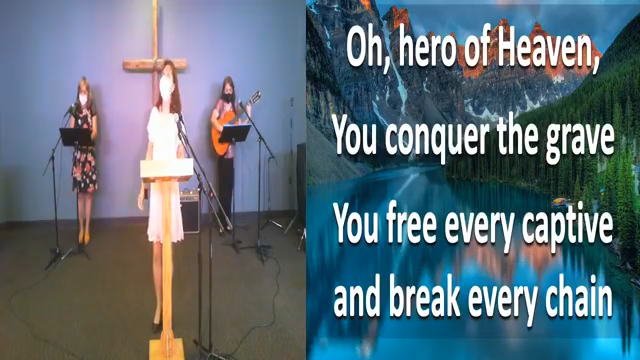 Oh, hero of Heaven,
You conquer the grave
You free every captive
and break every chain